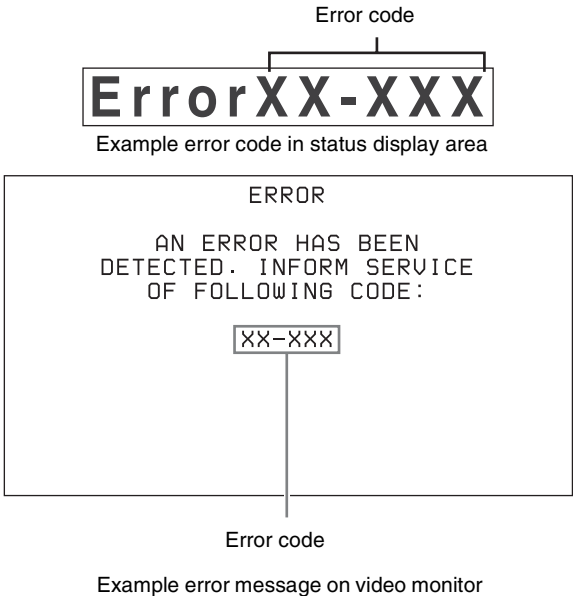 Error code
ErrorXX-XXX
Example error code in status display area
ERROR
AN ERROR HAS BEEN
DETECTED. INFORM SERVICE
OF FOLLOWING CODE:
XX-XXX
Error code
Example error message on video monitor